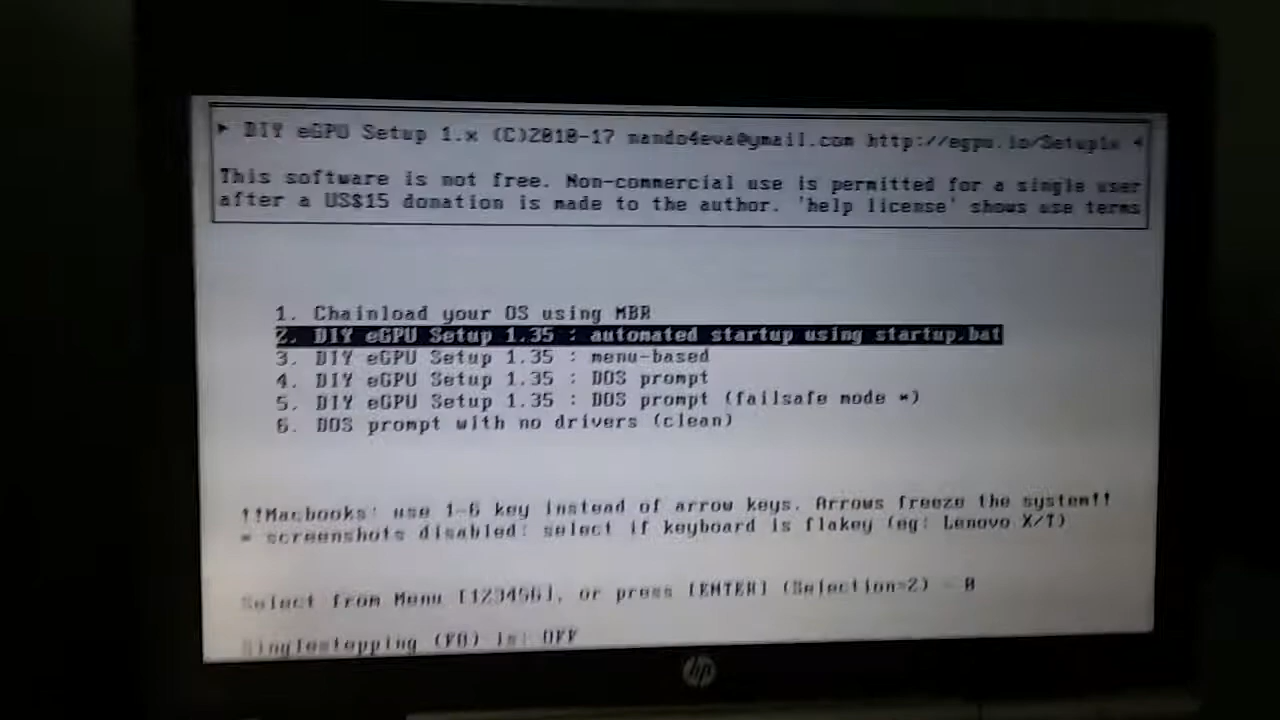 ► DIY eGPU Setup 1.x (C)2010-17 mando4eva@ymail.com http://egpu.io/Setup1x ◄
This software is not free. Non-commercial use is permitted for a single user
after a US$15 donation is made to the author. 'help license' shows use terms
1. Chainload your OS using MBR
2. DIY eGPU Setup 1.35 : automated startup using startup.bat
3. DIY eGPU Setup 1.35 : menu-based
4. DIY eGPU Setup 1.35 : DOS prompt
5. DIY eGPU Setup 1.35 : DOS prompt (failsafe mode *)
6. DOS prompt with no drivers (clean)
!!Macbooks: use 1-6 key instead of arrow keys. Arrows freeze the system!!
* screenshots disabled: select if keyboard is flakey (eg: Lenovo X/T)
Select from Menu [123456], or press [ENTER] (Selection=2) - 0
Singlestepping (F8) is: OFF
hp